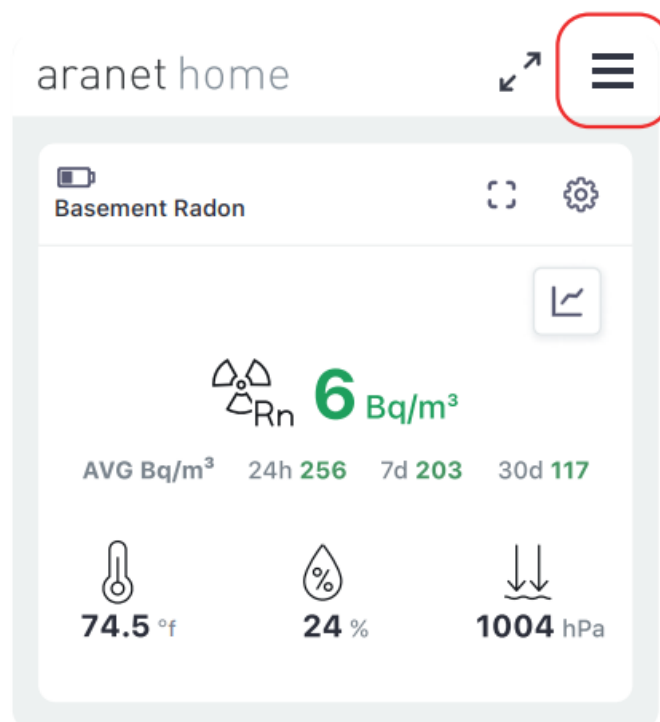 aranet home
Basement Radon
Rn 6 Bq/m³
AVG Bq/m³ 24h 256 7d 203 30d 117
%
74.5 °f 24 % 1004 hPa